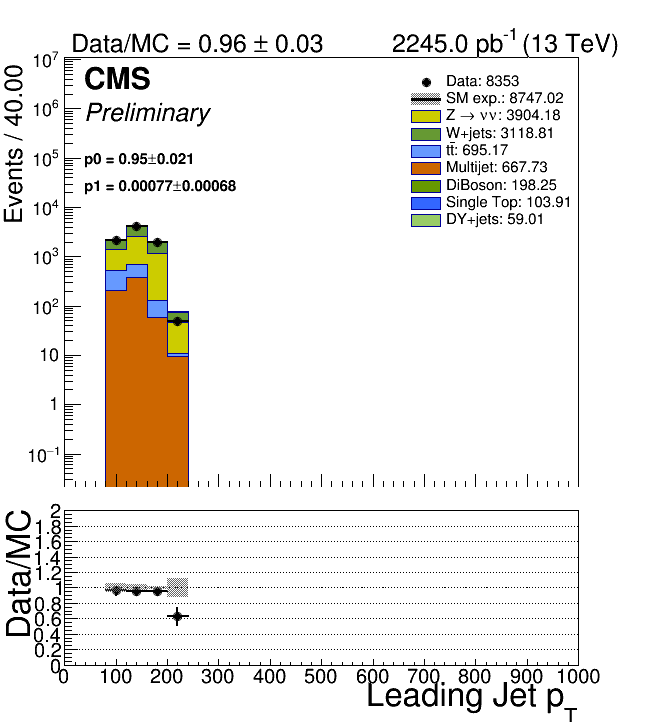 Data/MC = 0.96 ± 0.03
2245.0 pb⁻¹ (13 TeV)
Events / 40.00
10⁷
10⁶
10⁵
10⁴
10³
10²
10
1
10⁻¹
CMS
Preliminary
p0 = 0.95±0.021
p1 = 0.00077±0.00068
Data: 8353
SM exp.: 8747.02
Z → νν: 3904.18
W+jets: 3118.81
tt̄: 695.17
Multijet: 667.73
DiBoson: 198.25
Single Top: 103.91
DY+jets: 59.01
Data/MC
2
1.8
1.6
1.4
1.2
1
0.8
0.6
0.4
0.2
0
0 100 200 300 400 500 600 700 800 900 1000
Leading Jet p_T